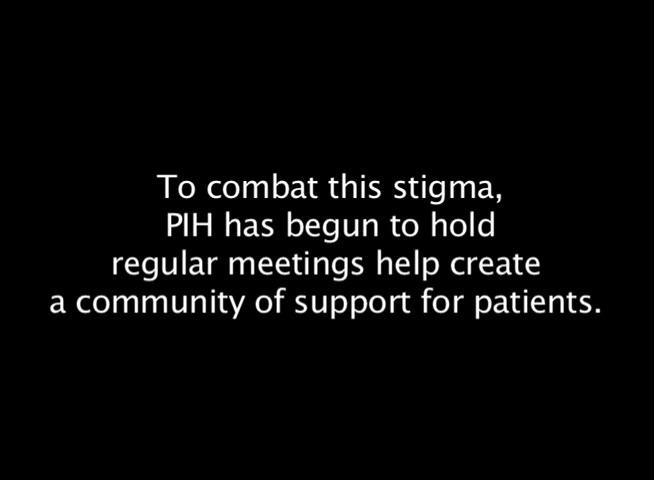 To combat this stigma,
PIH has begun to hold
regular meetings help create
a community of support for patients.